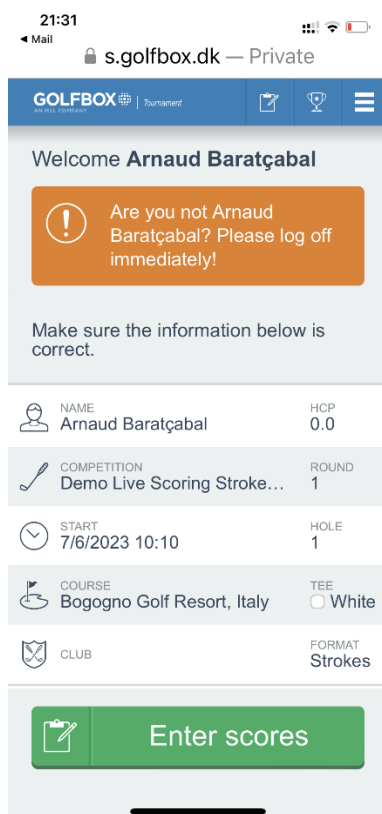 21:31
◀ Mail
s.golfbox.dk — Private
GOLFBOX | Tournament
AN MSL COMPANY
Welcome Arnaud Baratçabal
Are you not Arnaud
Baratçabal? Please log off
immediately!
Make sure the information below is
correct.
NAME HCP
Arnaud Baratçabal 0.0
COMPETITION ROUND
Demo Live Scoring Stroke... 1
START HOLE
7/6/2023 10:10 1
COURSE TEE
Bogogno Golf Resort, Italy White
CLUB FORMAT
Strokes
Enter scores